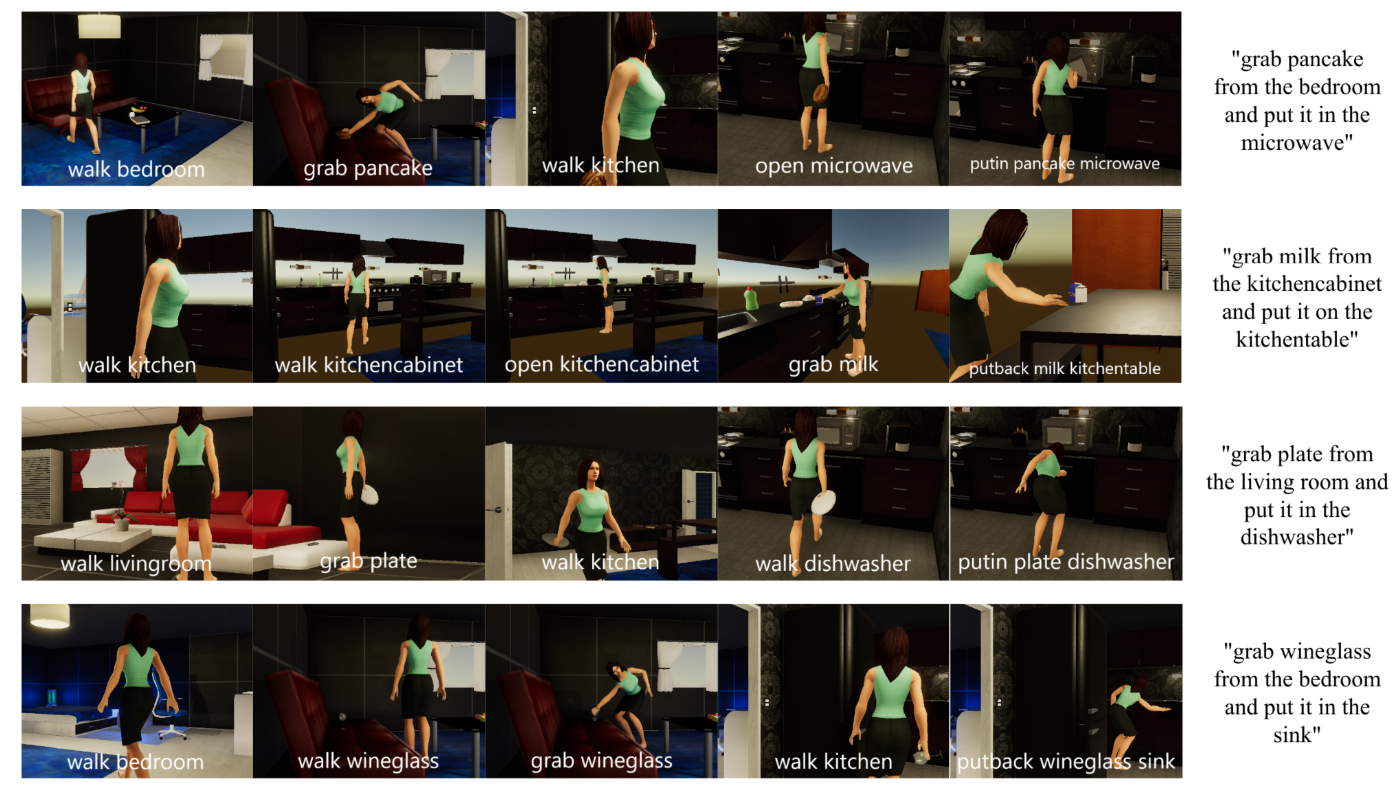 walk bedroom
grab pancake
walk kitchen
open microwave
putin pancake microwave
"grab pancake
from the bedroom
and put it in the
microwave"
walk kitchen
walk kitchencabinet
open kitchencabinet
grab milk
putback milk kitchentable
"grab milk from
the kitchencabinet
and put it on the
kitchentable"
walk livingroom
grab plate
walk kitchen
walk dishwasher
putin plate dishwasher
"grab plate from
the living room and
put it in the
dishwasher"
walk bedroom
walk wineglass
grab wineglass
walk kitchen
putback wineglass sink
"grab wineglass
from the bedroom
and put it in the
sink"